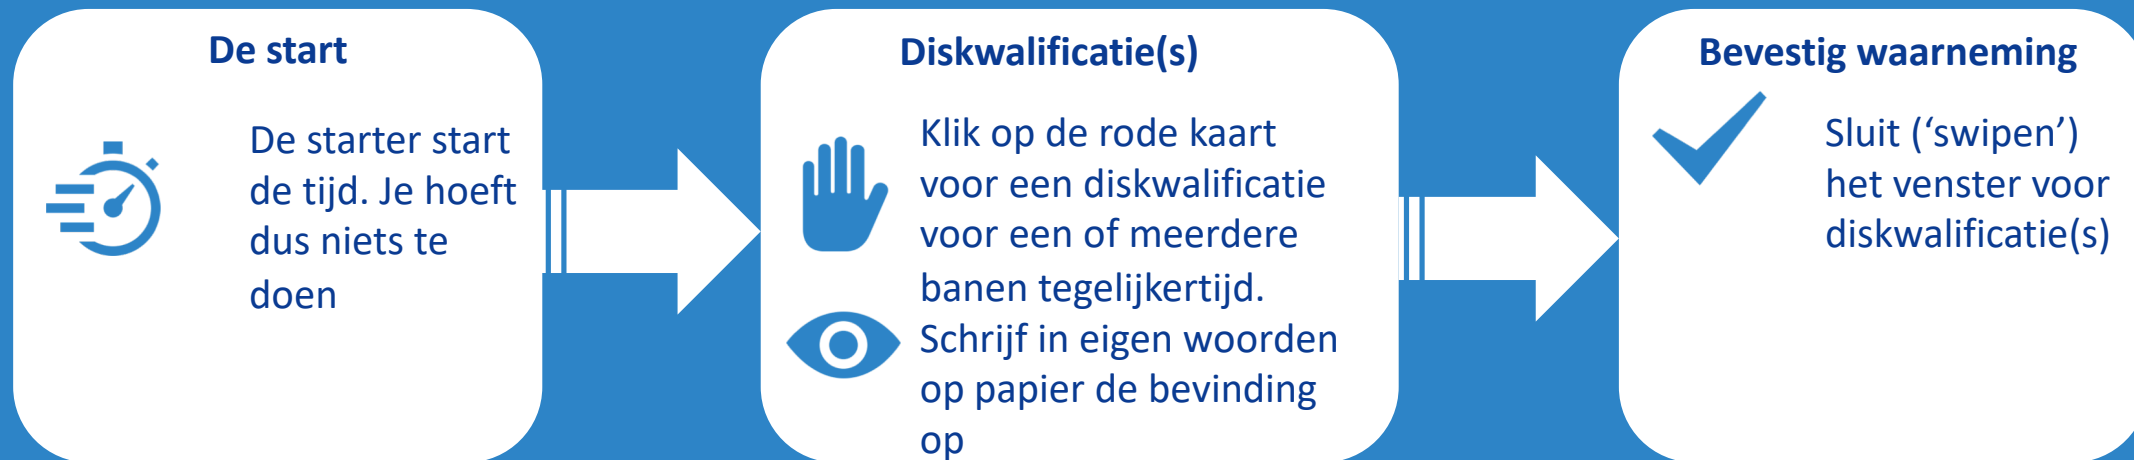 De start
De starter start
de tijd. Je hoeft
dus niets te
doen
Diskwalificatie(s)
Klik op de rode kaart
voor een diskwalificatie
voor een of meerdere
banen tegelijkertijd.
Schrijf in eigen woorden
op papier de bevinding
op
Bevestig waarneming
Sluit (‘swipen’)
het venster voor
diskwalificatie(s)